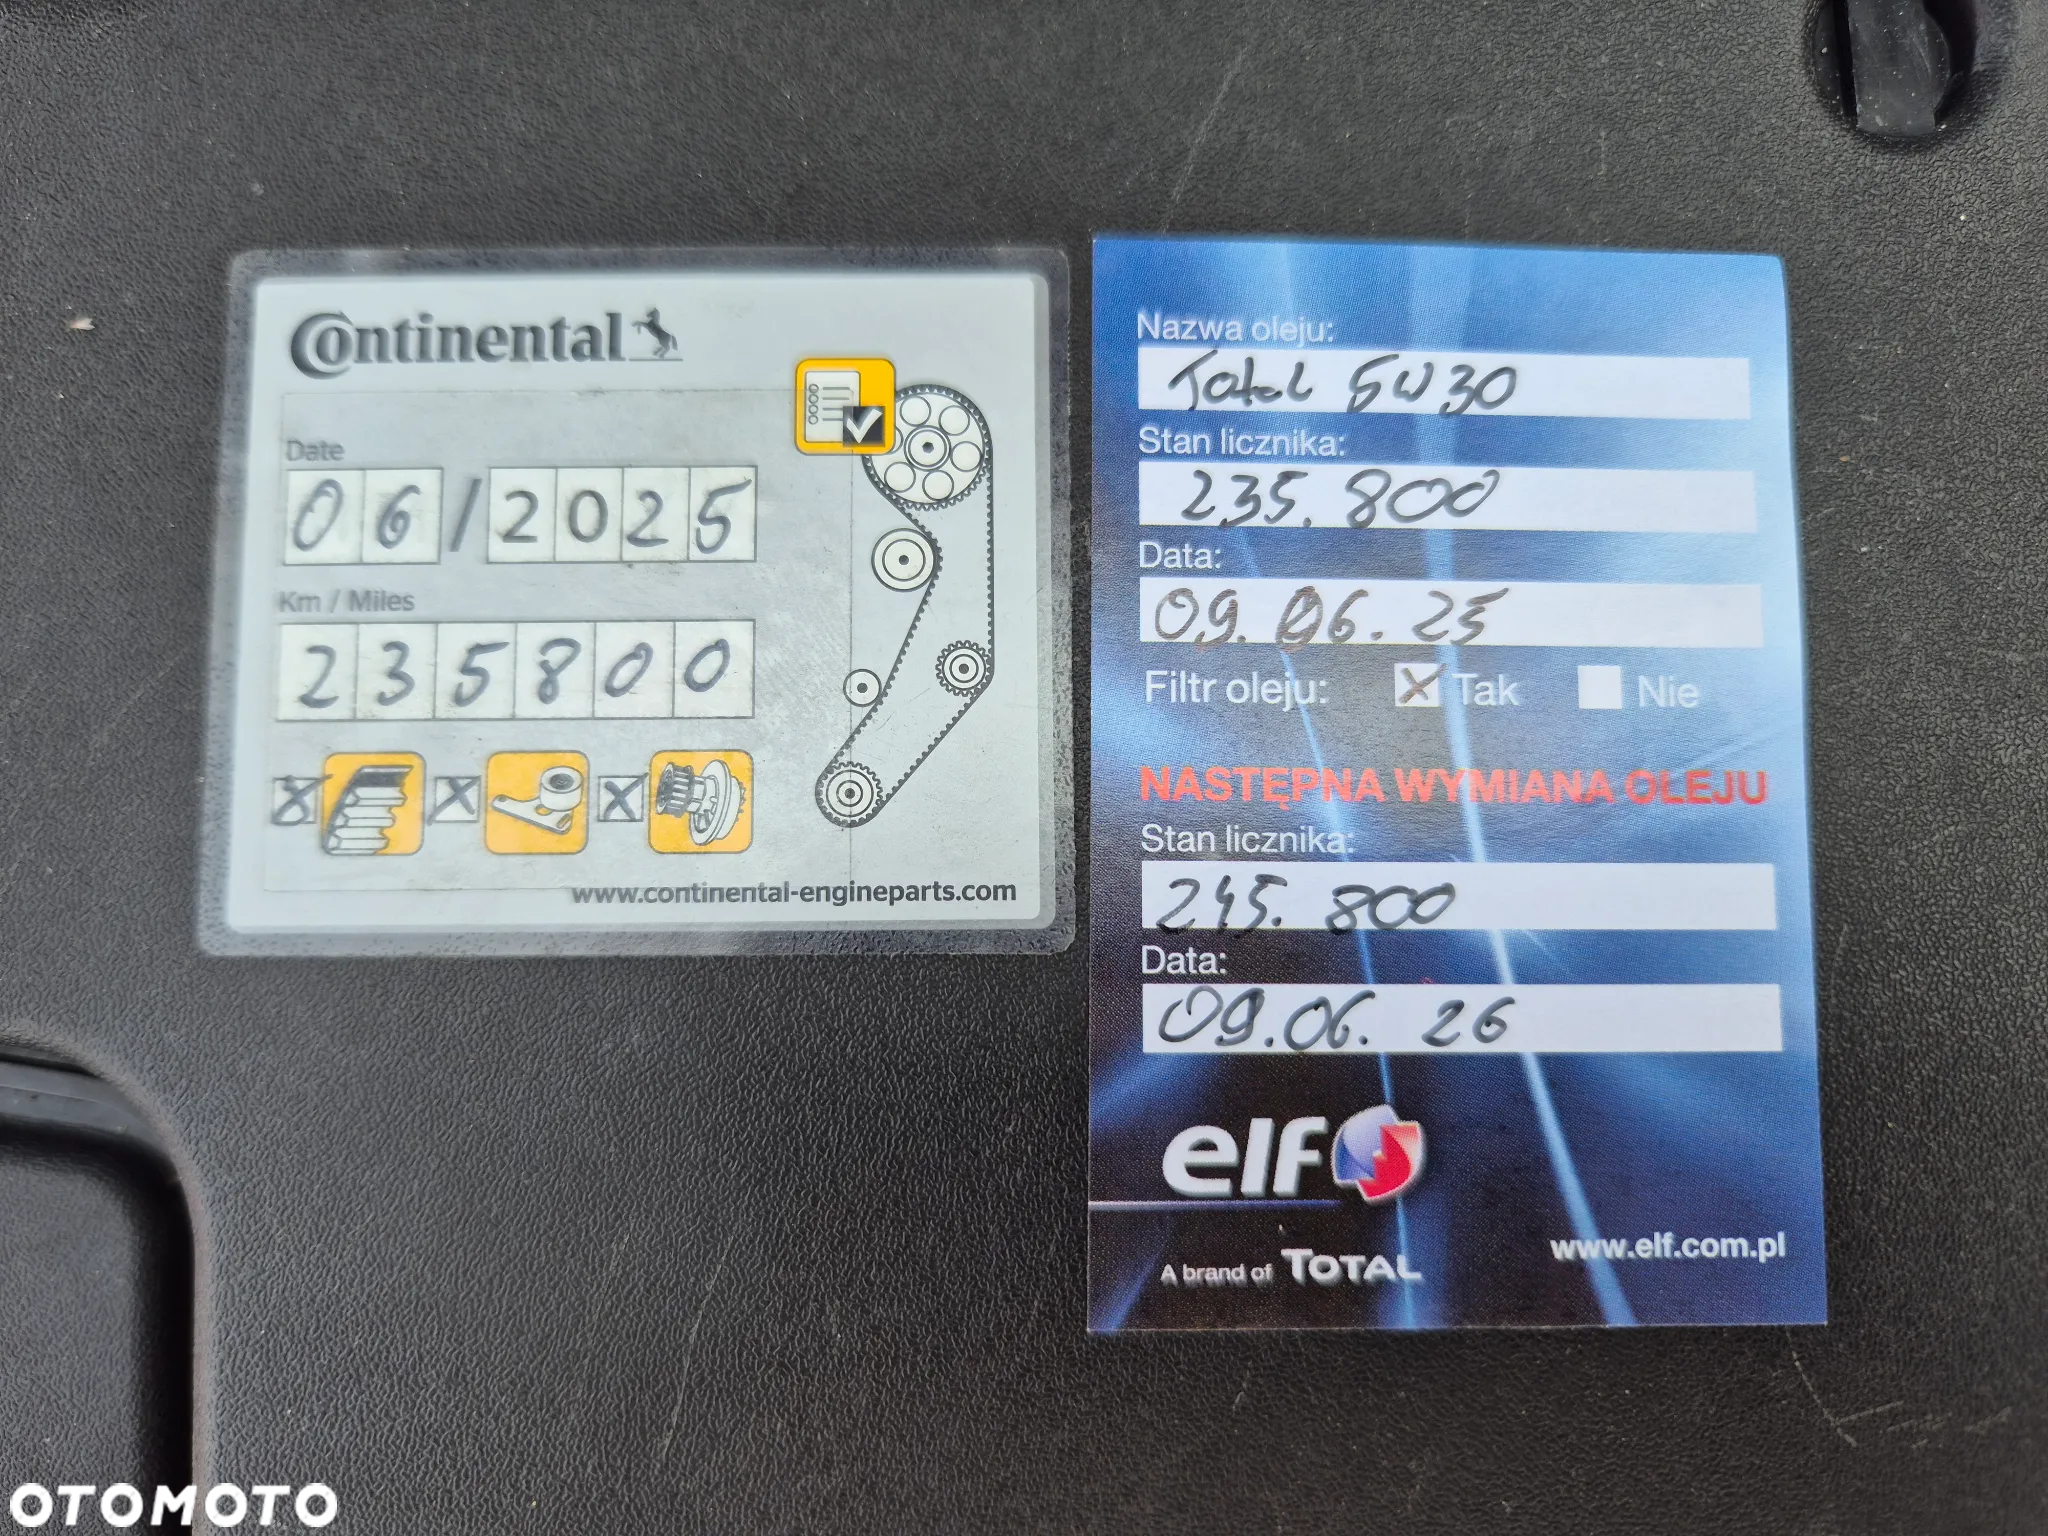 Continental
Date
06/2025
Km / Miles
235800
www.continental-engineparts.com
Nazwa oleju:
Total 5W30
Stan licznika:
235.800
Data:
09.06.25
Filtr oleju: X Tak Nie
NASTĘPNA WYMIANA OLEJU
Stan licznika:
245.800
Data:
09.06.26
elf
A brand of TOTAL
www.elf.com.pl
OTOMOTO